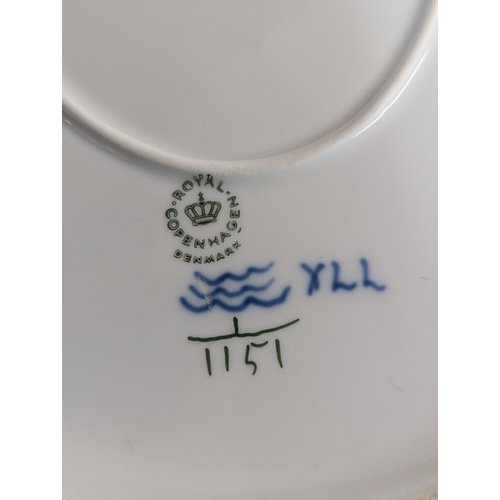 ROYAL COPENHAGEN
DENMARK
XLL
1151